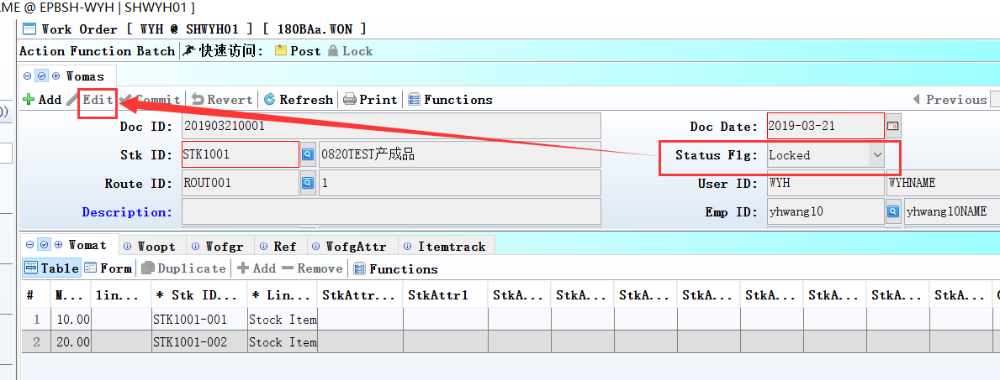 AME @ EPBSH-WYH | SHWYH01 ]
Work Order [ WYH @ SHWYH01 ] [ 180BAa.WON ]
Action Function Batch 快速访问: Post Lock
Womas
Add Edit Commit Revert Refresh Print Functions Previous
0)
Doc ID: 201903210001 Doc Date: 2019-03-21
Stk ID: STK1001 0820TEST产成品 Status Flg: Locked
Route ID: ROUT001 1 User ID: WYH WYHNAME
Description: Emp ID: yhwang10 yhwang10NAME
Womat Woopt Wofgr Ref WofgAttr Itemtrack
Table Form Duplicate Add Remove Functions
# M... lin... * Stk ID... * Lin... StkAttr... StkAttr1 StkA... StkA... StkA... StkA... StkA... StkA... StkA... StkA...
1 10.00 STK1001-001 Stock Item
2 20.00 STK1001-002 Stock Item